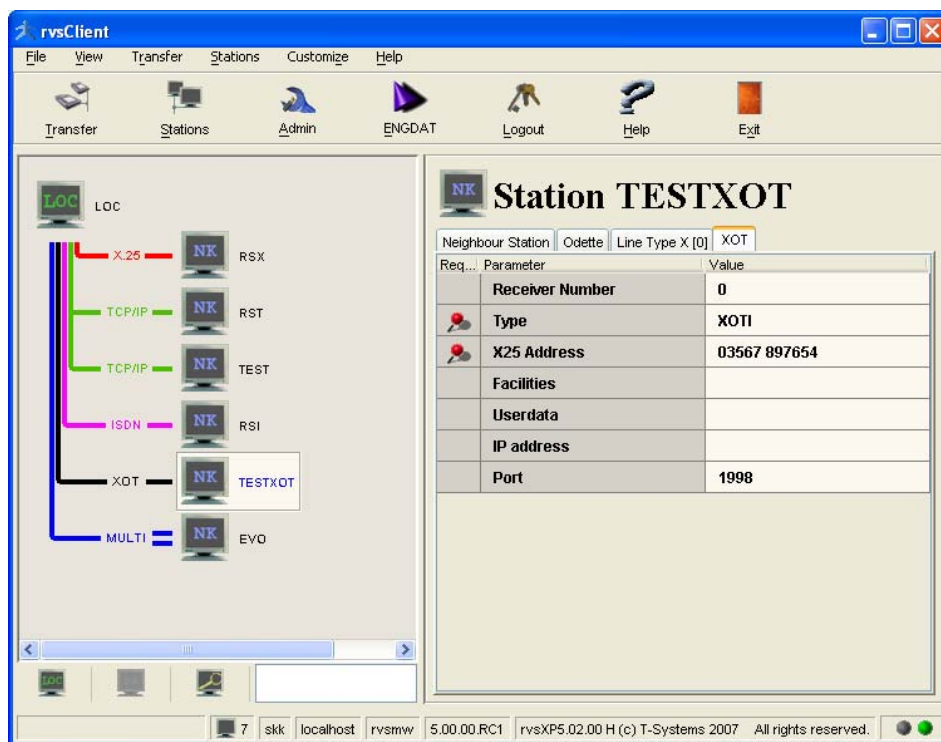 rvsClient
File View Transfer Stations Customize Help
Transfer Stations Admin ENGDAT Logout Help Exit
LOC LOC
X.25 NK RSX
TCP/IP NK RST
TCP/IP NK TEST
ISDN NK RSI
XOT NK TESTXOT
MULTI NK EVO
LOC
NK Station TESTXOT
Neighbour Station Odette Line Type X [0] XOT
Req... Parameter Value
Receiver Number 0
Type XOTI
X25 Address 03567 897654
Facilities
Userdata
IP address
Port 1998
7 skk localhost rvsmw 5.00.00.RC1 rvsXP5.02.00 H (c) T-Systems 2007 All rights reserved.